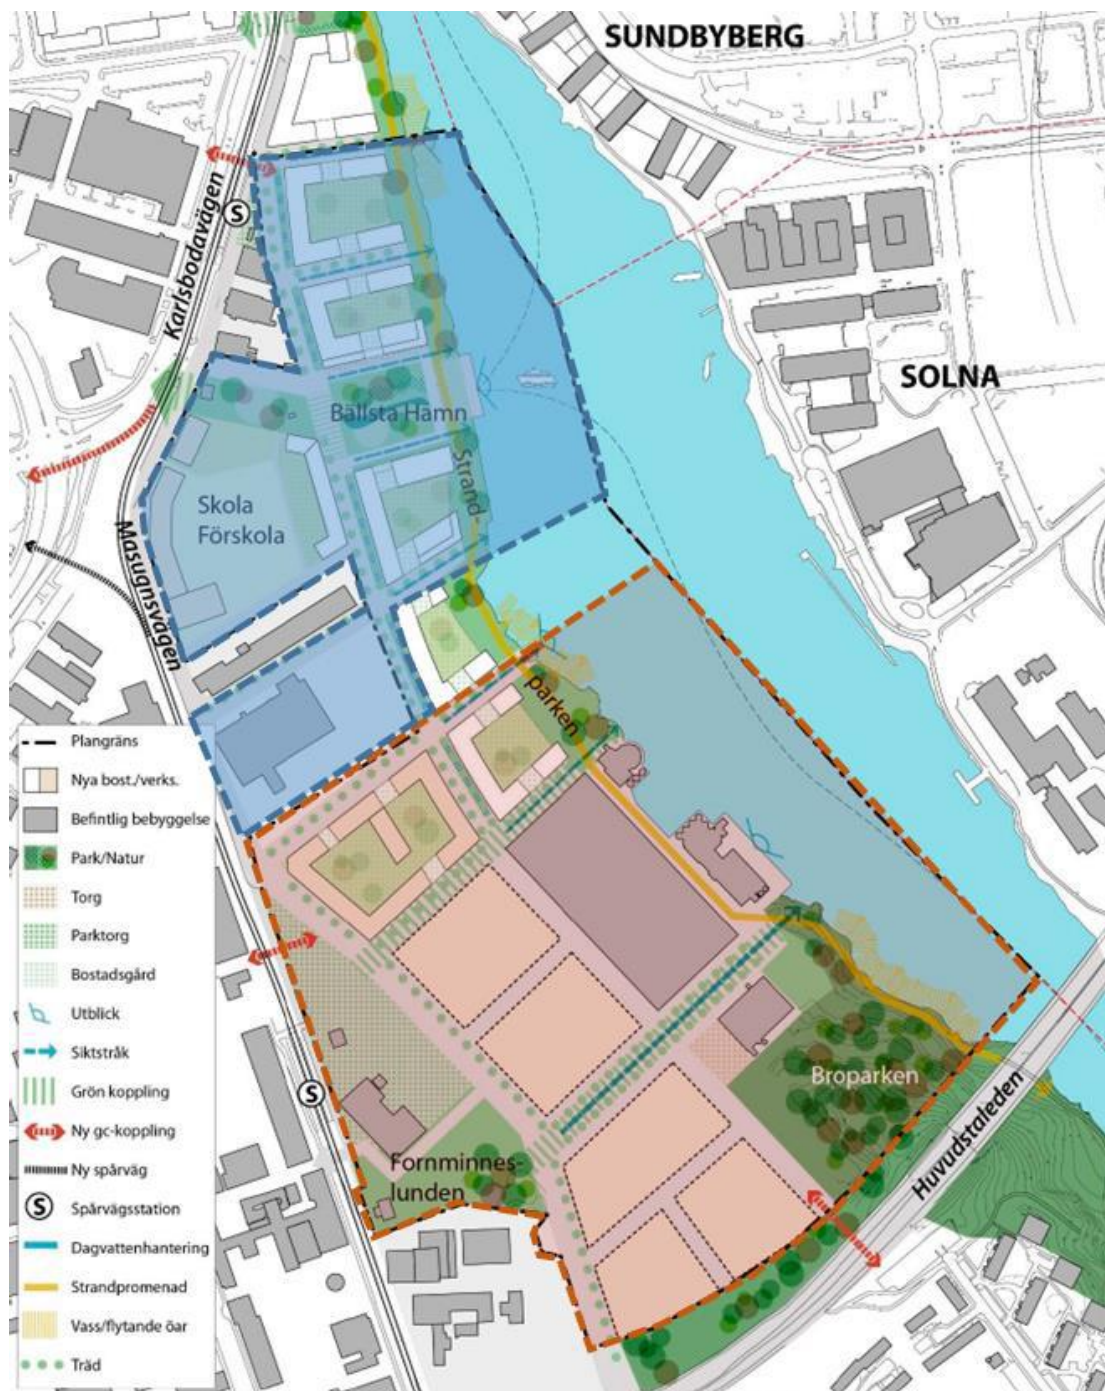 SUNDBYBERG
Karlsbodavägen
S
SOLNA
Bällsta Hamn
Strand-
Skola
Förskola
Masugnsvägen
parken
Plangräns
Nya bost./verks.
Befintlig bebyggelse
Park/Natur
Torg
Parktorg
Bostadsgård
Utblick
Siktstråk
Grön koppling
Ny gc-koppling
Ny spårväg
S Spårvägsstation
Dagvattenhantering
Strandpromenad
Vass/flytande öar
Träd
S
Broparken
Fornminnes-
lunden
Huvudstaleden